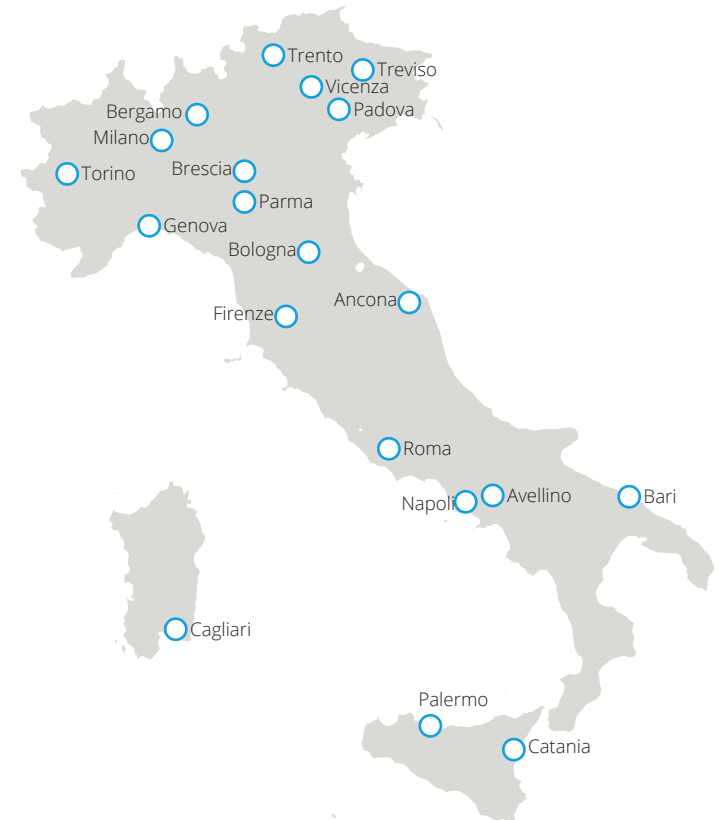 Trento
Treviso
Vicenza
Padova
Bergamo
Milano
Brescia
Torino
Parma
Genova
Bologna
Ancona
Firenze
Roma
Avellino
Bari
Napoli
Cagliari
Palermo
Catania